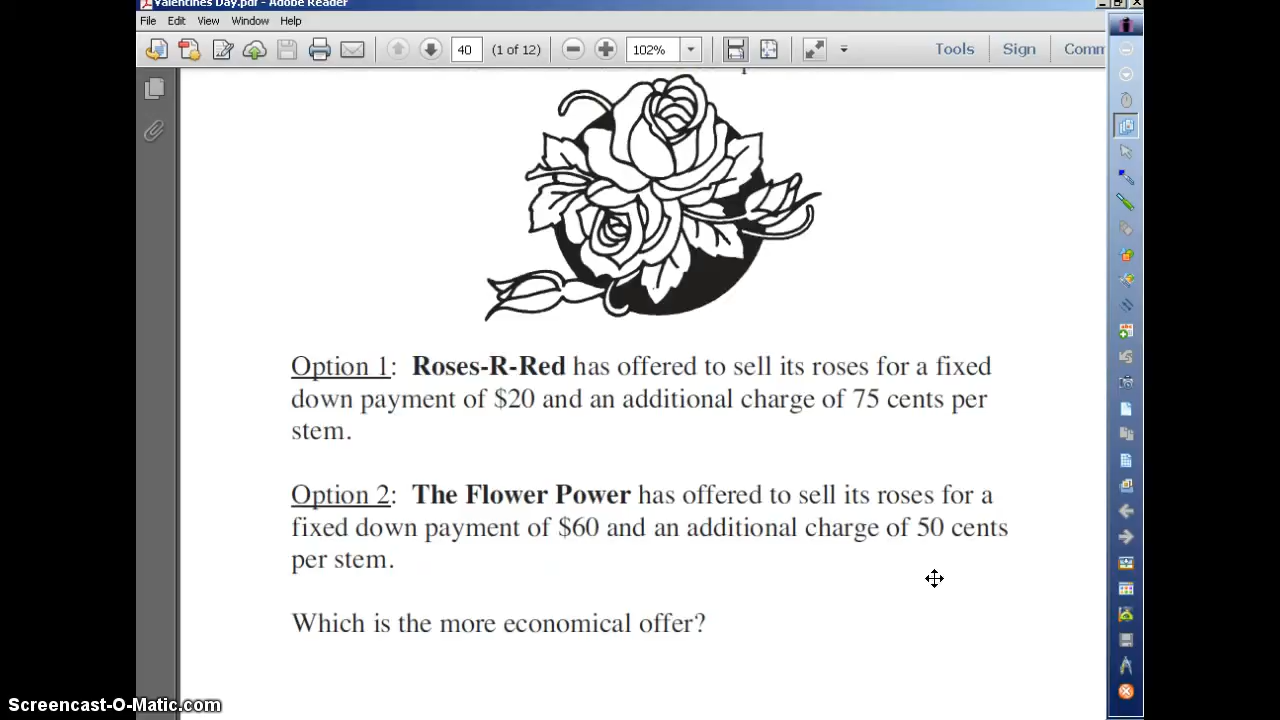 Valentines Day.pdf - Adobe Reader
File Edit View Window Help
40 (1 of 12) 102% Tools Sign Comm
Option 1: Roses-R-Red has offered to sell its roses for a fixed
down payment of $20 and an additional charge of 75 cents per
stem.
Option 2: The Flower Power has offered to sell its roses for a
fixed down payment of $60 and an additional charge of 50 cents
per stem.
Which is the more economical offer?
Screencast-O-Matic.com